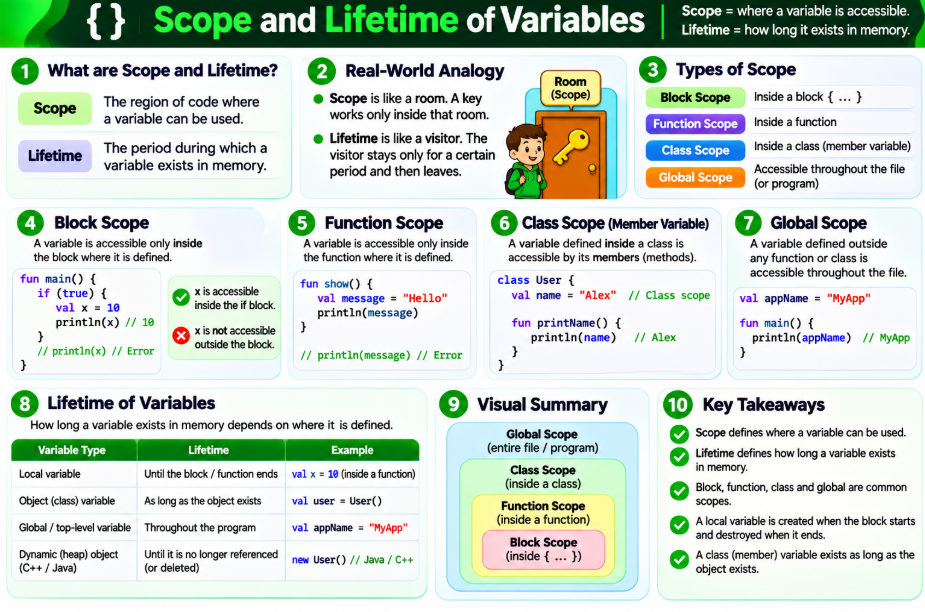 { } Scope and Lifetime of Variables
Scope = where a variable is accessible.
Lifetime = how long it exists in memory.
1 What are Scope and Lifetime?
Scope
The region of code where
a variable can be used.
Lifetime
The period during which a
variable exists in memory.
2 Real-World Analogy
Scope is like a room. A key
works only inside that room.
Lifetime is like a visitor. The
visitor stays only for a certain
period and then leaves.
Room
(Scope)
3 Types of Scope
Block Scope Inside a block { ... }
Function Scope Inside a function
Class Scope Inside a class (member variable)
Global Scope Accessible throughout the file
(or program)
4 Block Scope
A variable is accessible only inside
the block where it is defined.
fun main() {
if (true) {
val x = 10
println(x) // 10
}
// println(x) // Error
}
x is accessible
inside the if block.
x is not accessible
outside the block.
5 Function Scope
A variable is accessible only inside
the function where it is defined.
fun show() {
val message = "Hello"
println(message)
}
// println(message) // Error
6 Class Scope (Member Variable)
A variable defined inside a class is
accessible by its members (methods).
class User {
val name = "Alex" // Class scope
fun printName() {
println(name) // Alex
}
}
7 Global Scope
A variable defined outside
any function or class is
accessible throughout the file.
val appName = "MyApp"
fun main() {
println(appName) // MyApp
}
8 Lifetime of Variables
How long a variable exists in memory depends on where it is defined.
Variable Type Lifetime Example
Local variable Until the block / function ends val x = 10 (inside a function)
Object (class) variable As long as the object exists val user = User()
Global / top-level variable Throughout the program val appName = "MyApp"
Dynamic (heap) object
(C++ / Java)
Until it is no longer referenced
(or deleted)
new User() // Java / C++
9 Visual Summary
Global Scope
(entire file / program)
Class Scope
(inside a class)
Function Scope
(inside a function)
Block Scope
(inside { ... })
10 Key Takeaways
Scope defines where a variable can be used.
Lifetime defines how long a variable exists
in memory.
Block, function, class and global are common
scopes.
A local variable is created when the block starts
and destroyed when it ends.
A class (member) variable exists as long as the
object exists.